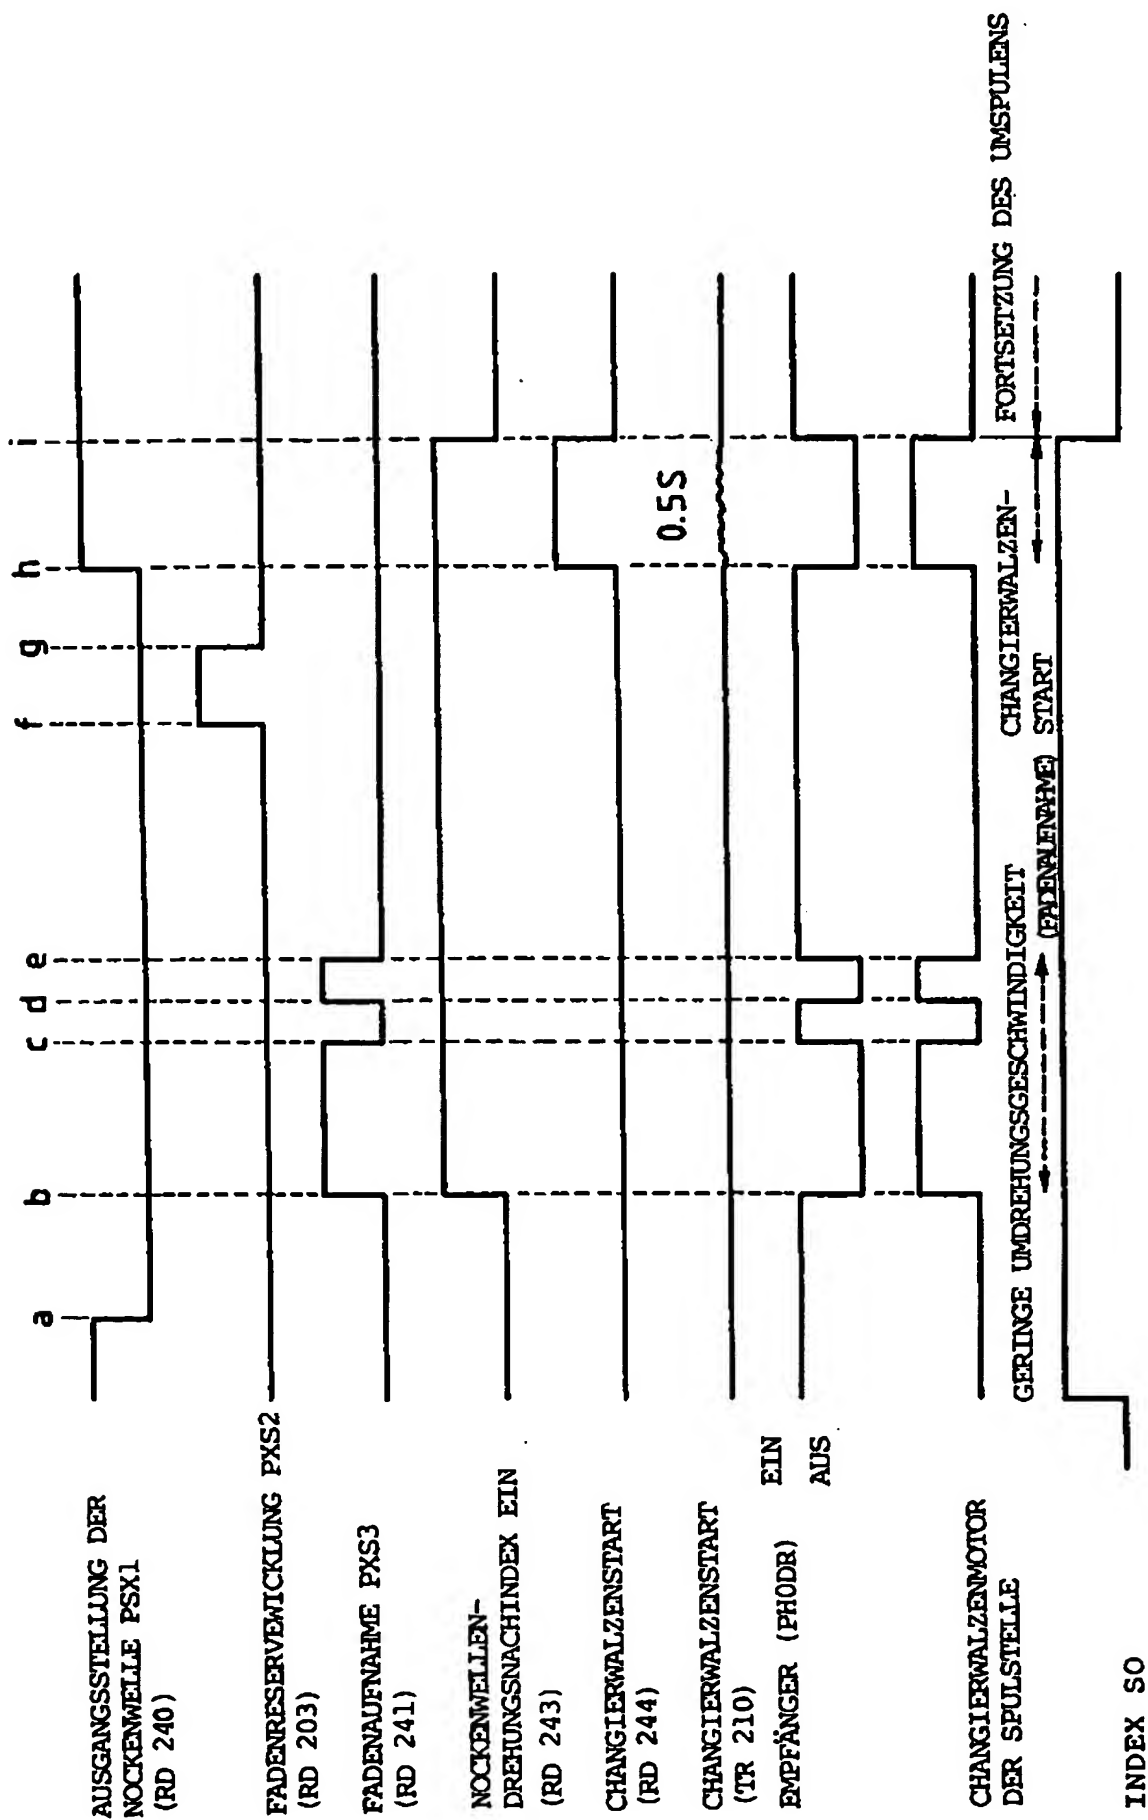 a
b
c
d
e
f
g
h
i
AUSGANGSSTELLUNG DER
NOCKENWELLE PSX1
(RD 240)
FADENRESERVEWICKLUNG PXS2
(RD 203)
FADENAUFNAHME PXS3
(RD 241)
NOCKENWELLEN-
DREHUNGSNACHINDEX EIN
(RD 243)
CHANGIERWALZENSTART
(RD 244)
0.5S
CHANGIERWALZENSTART
(TR 210)
EIN
EMPFÄNGER (PHODR)
AUS
CHANGIERWALZENMOTOR
DER SPULSTELLE
GERINGE UMDREHUNGSGESCHWINDIGKEIT
(FADENAUFNAHME)
CHANGIERWALZEN-
START
FORTSETZUNG DES UMSPULENS
INDEX SO